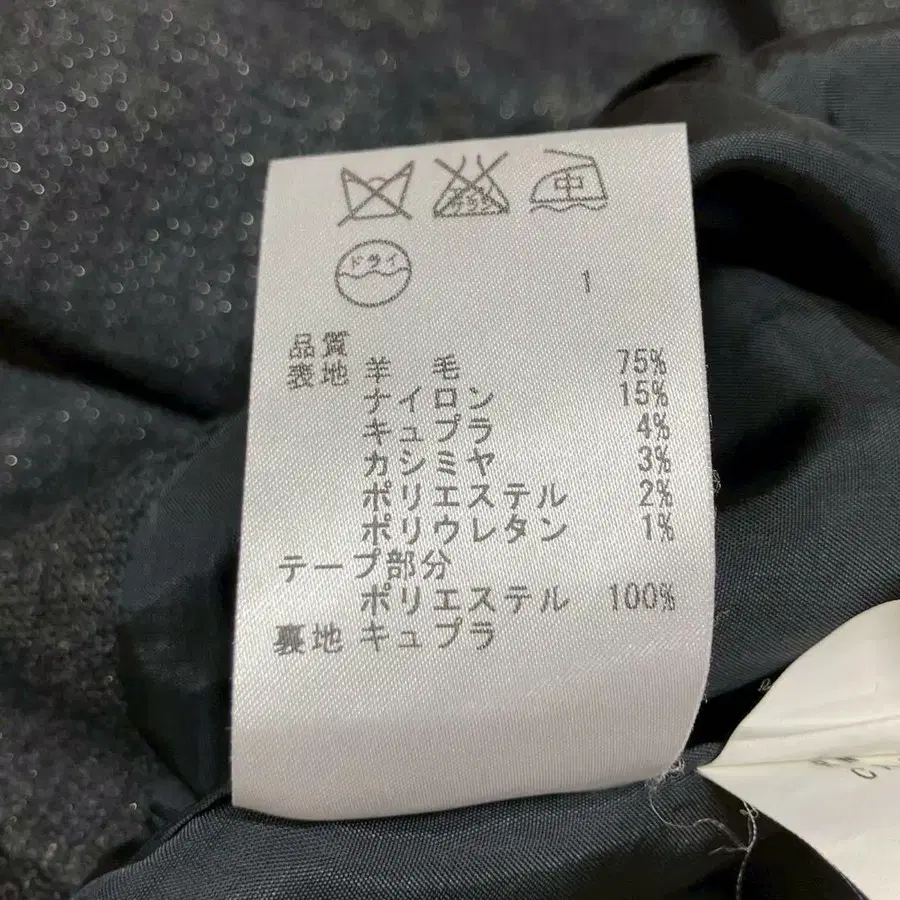 エンソ
中
ドライ
1
品質
表地 羊 毛 75%
ナイロン 15%
キュプラ 4%
カシミヤ 3%
ポリエステル 2%
ポリウレタン 1%
テープ部分
ポリエステル 100%
裏地 キュプラ